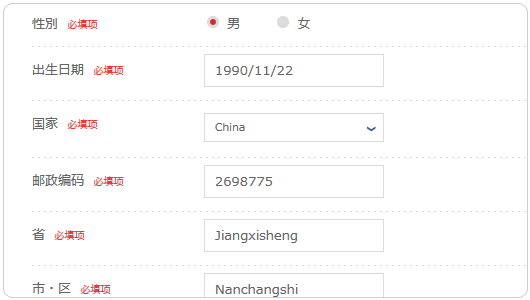 性別 必填项 男 女
出生日期 必填项 1990/11/22
国家 必填项 China
邮政编码 必填项 2698775
省 必填项 Jiangxisheng
市・区 必填项 Nanchangshi